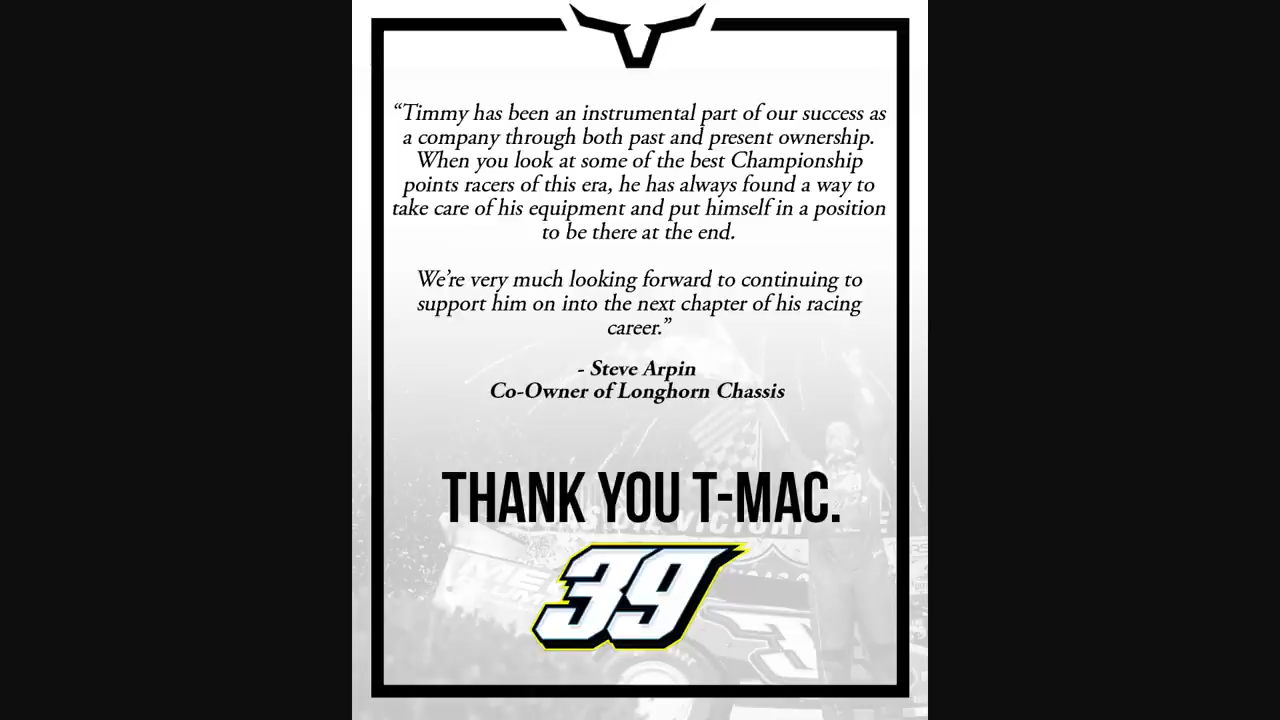 “Timmy has been an instrumental part of our success as
a company through both past and present ownership.
When you look at some of the best Championship
points racers of this era, he has always found a way to
take care of his equipment and put himself in a position
to be there at the end.
We’re very much looking forward to continuing to
support him on into the next chapter of his racing
career.”
- Steve Arpin
Co-Owner of Longhorn Chassis
THANK YOU T-MAC.
VICTORY
39